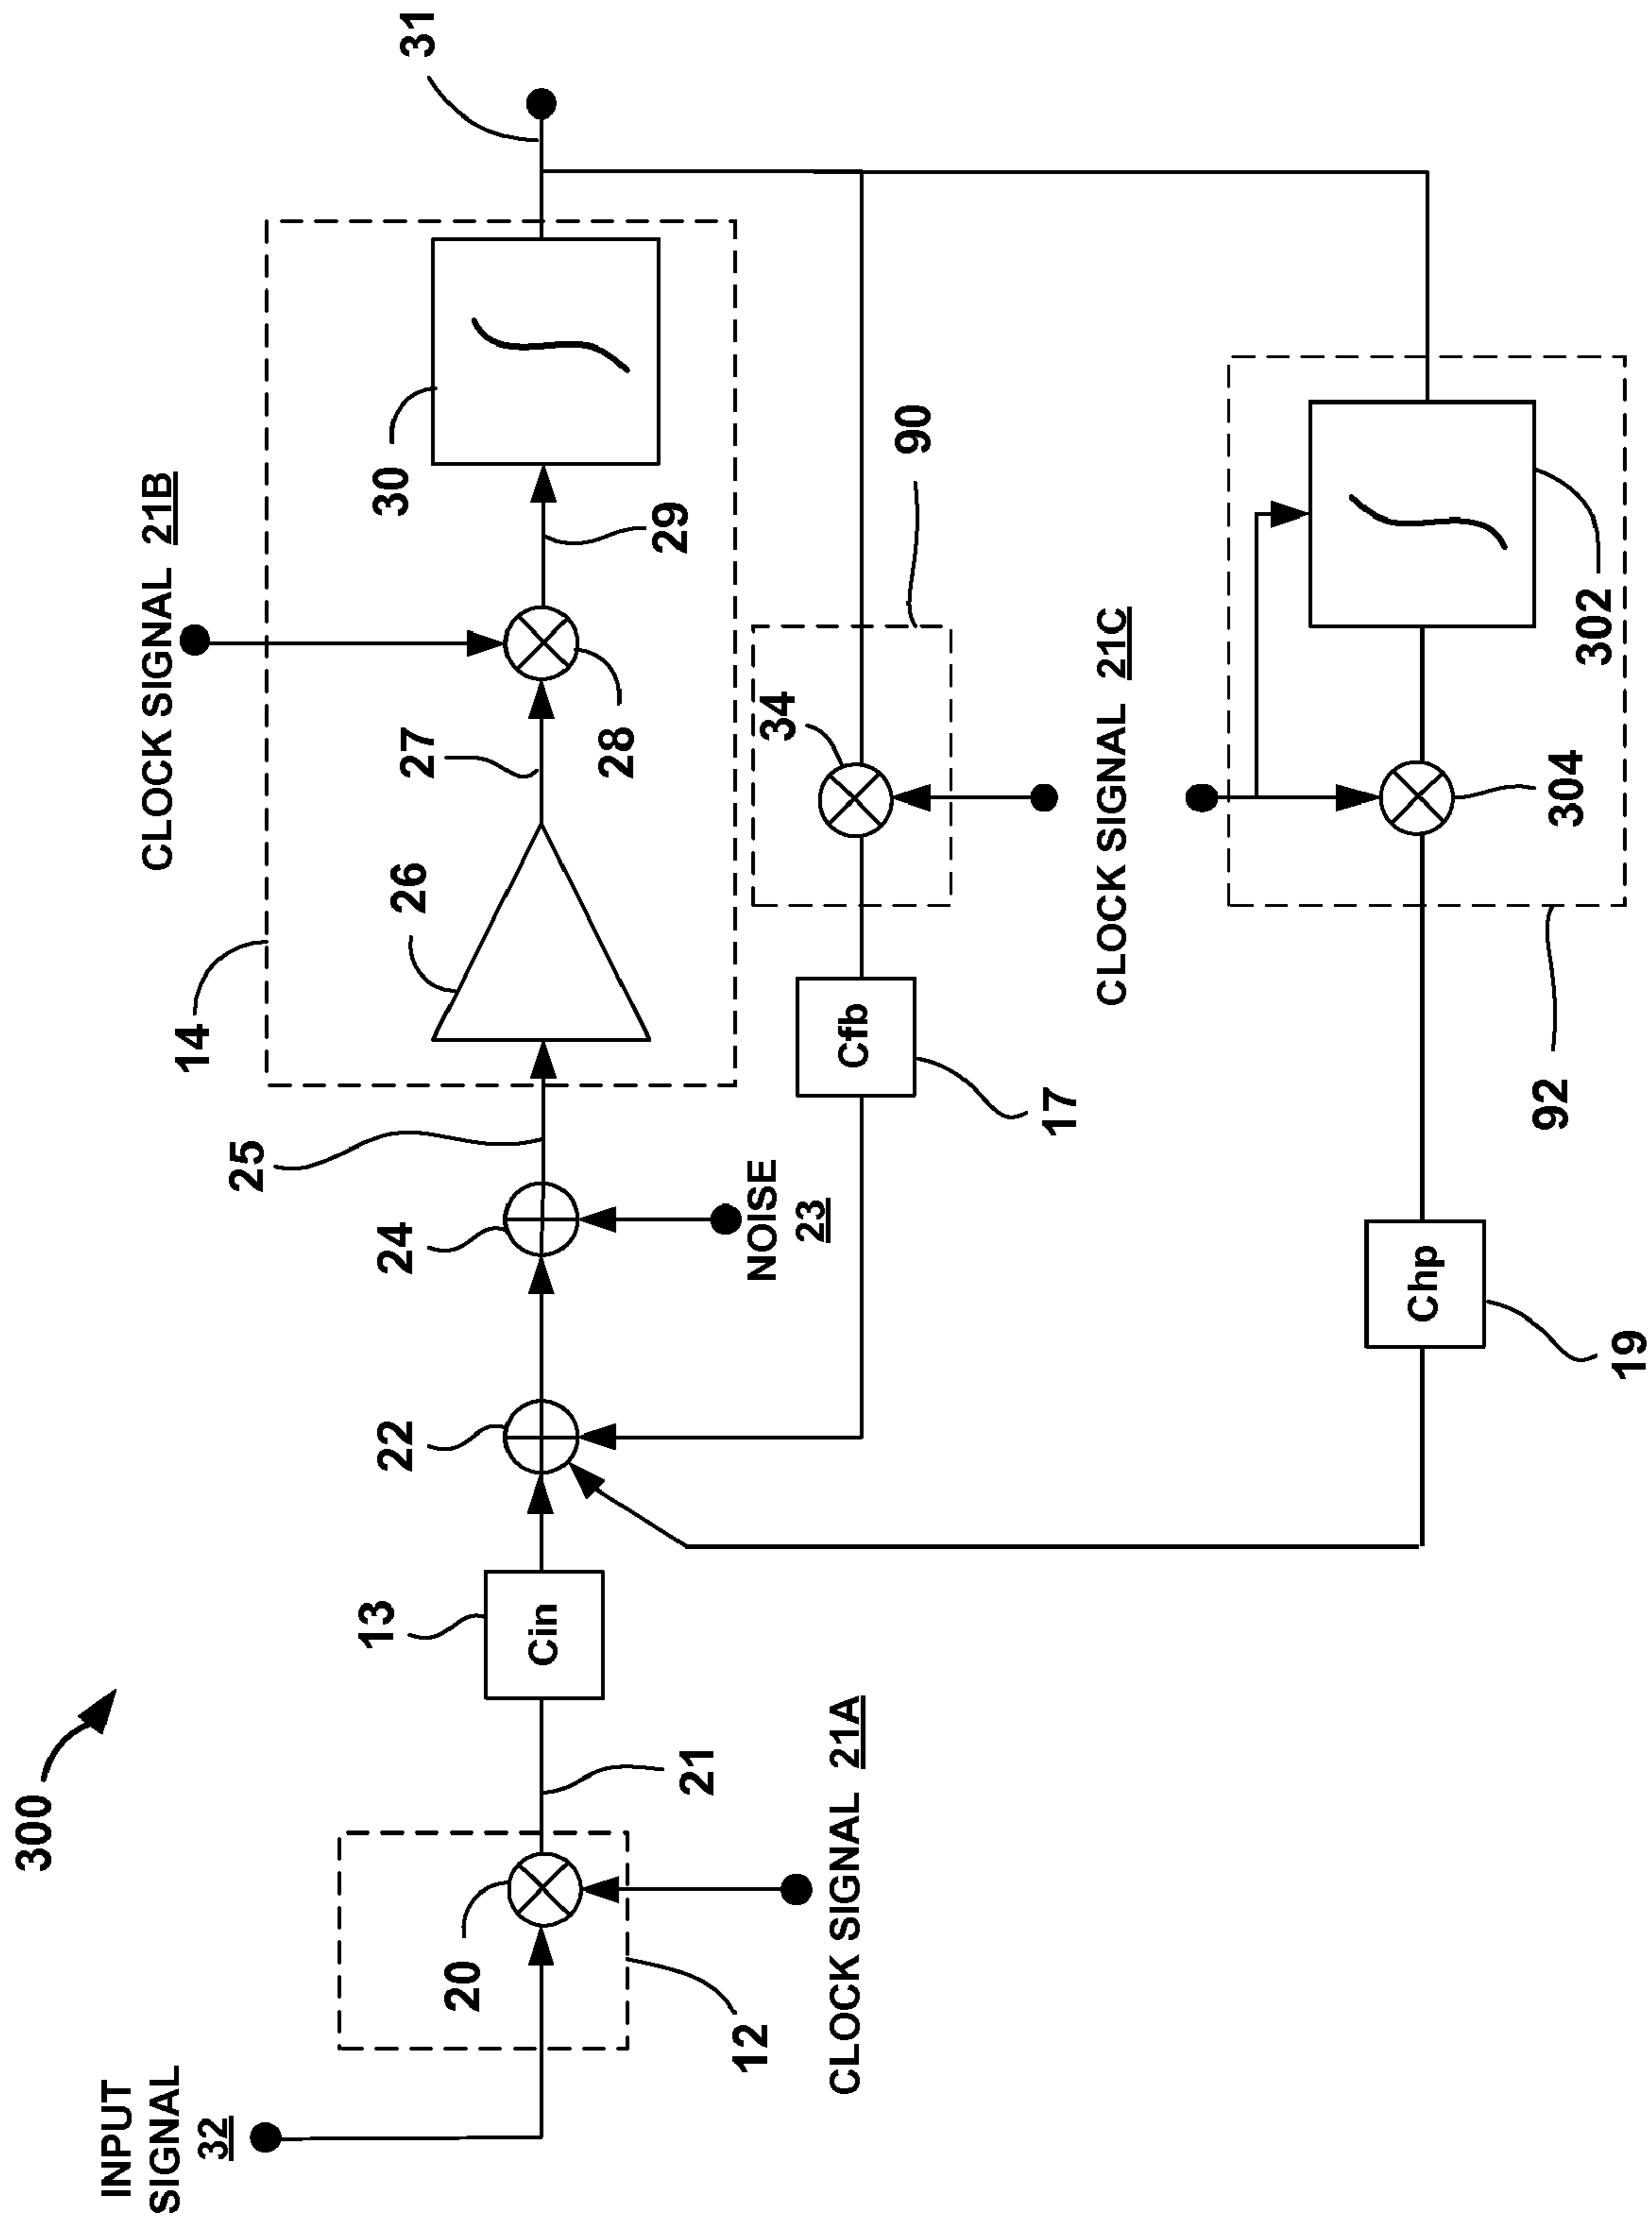 300
INPUT
SIGNAL
32
20
12
CLOCK SIGNAL 21A
21
13
Cin
22
24
25
NOISE
23
14
26
27
28
CLOCK SIGNAL 21B
29
30
31
Cfb
17
34
90
CLOCK SIGNAL 21C
Chp
19
92
304
302